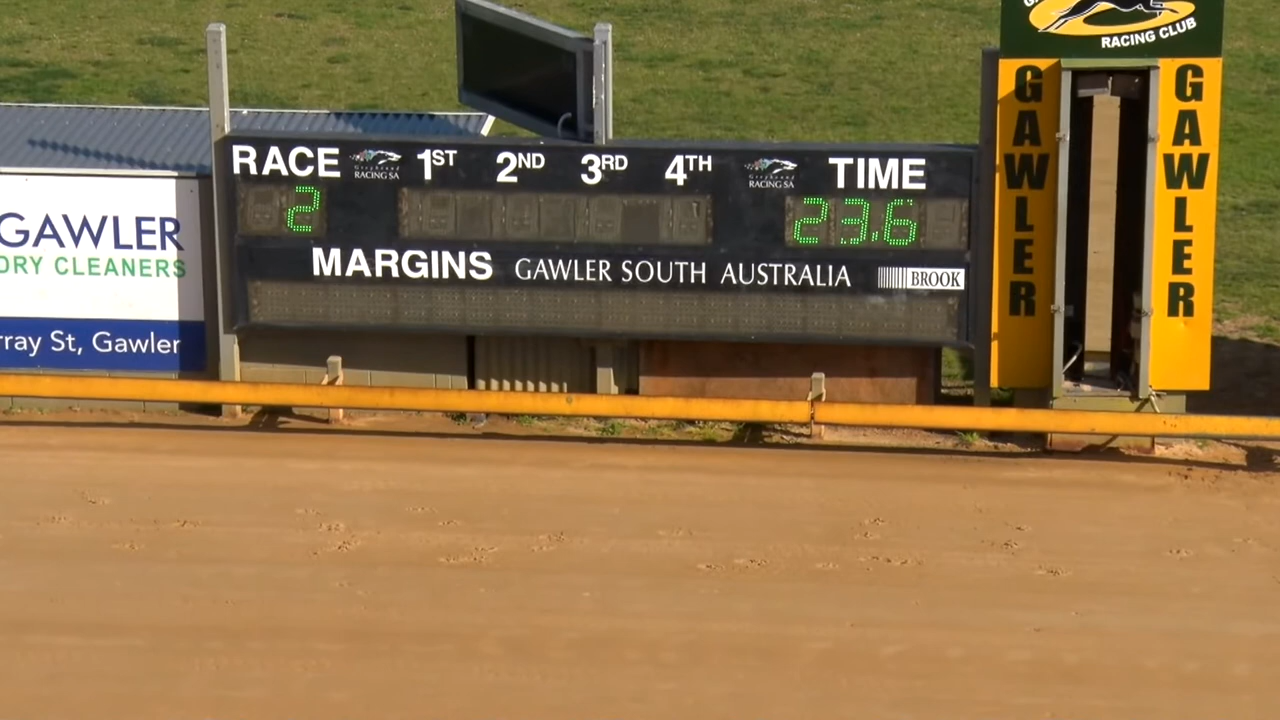 RACING CLUB
GAWLER
GAWLER
RACE 1ST 2ND 3RD 4TH TIME
Greyhound
RACING SA
Greyhound
RACING SA
2 23.6
MARGINS GAWLER SOUTH AUSTRALIA BROOK
GAWLER
DRY CLEANERS
rray St, Gawler